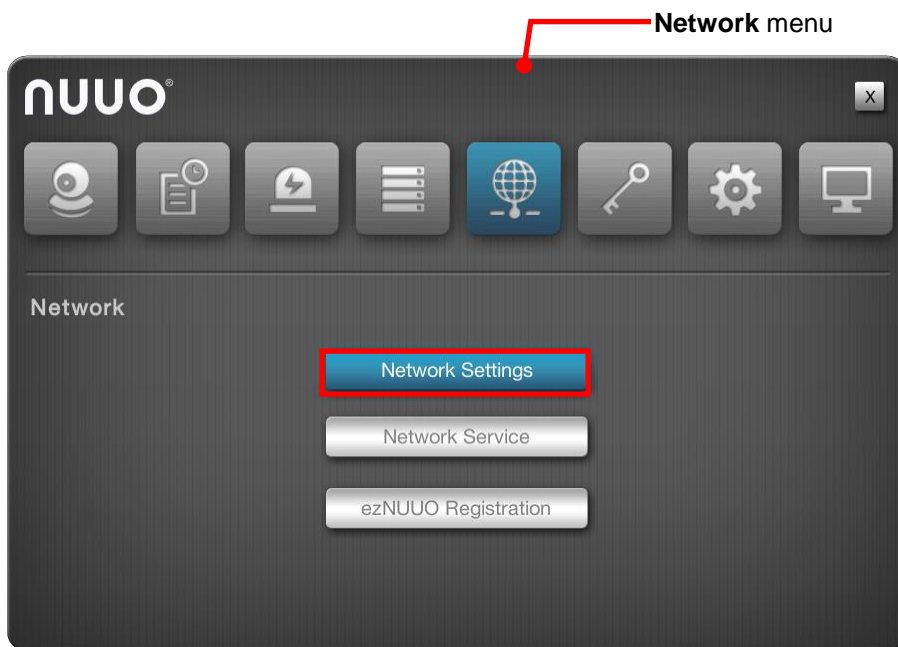 Network menu
nuuo®
X
Network
Network Settings
Network Service
ezNUUO Registration